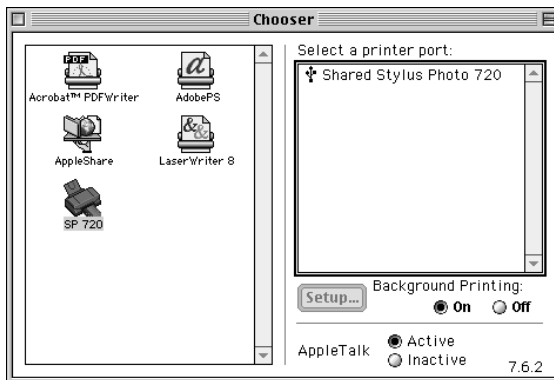 Chooser
PDF
Acrobat™ PDFWriter
a
AdobePS
AppleShare
&&&
LaserWriter 8
SP 720
Select a printer port:
Shared Stylus Photo 720
Setup...
Background Printing:
On Off
AppleTalk
Active
Inactive
7.6.2